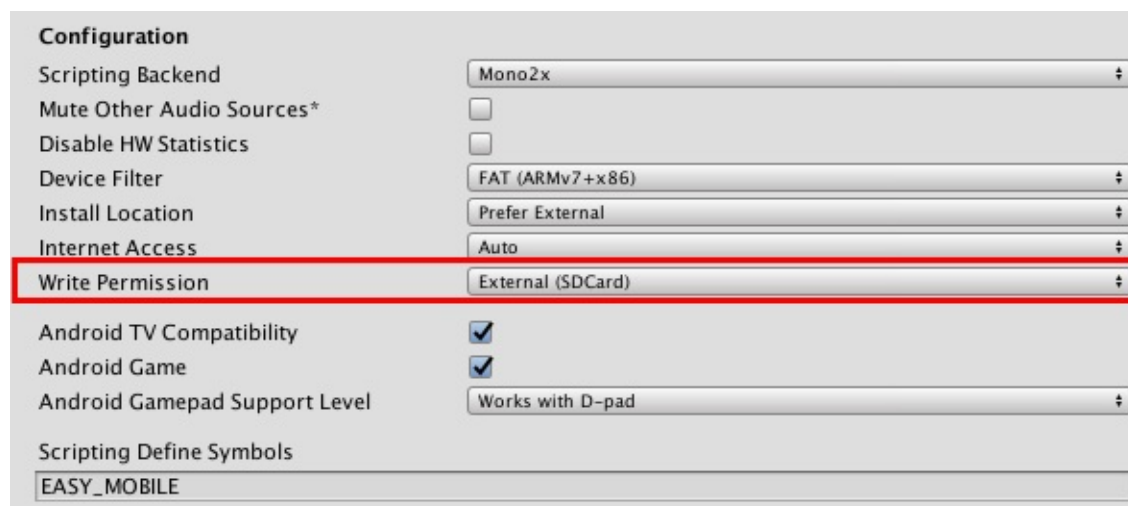 Configuration
Scripting Backend Mono2x
Mute Other Audio Sources*
Disable HW Statistics
Device Filter FAT (ARMv7+x86)
Install Location Prefer External
Internet Access Auto
Write Permission External (SDCard)
Android TV Compatibility
Android Game
Android Gamepad Support Level Works with D-pad
Scripting Define Symbols
EASY_MOBILE